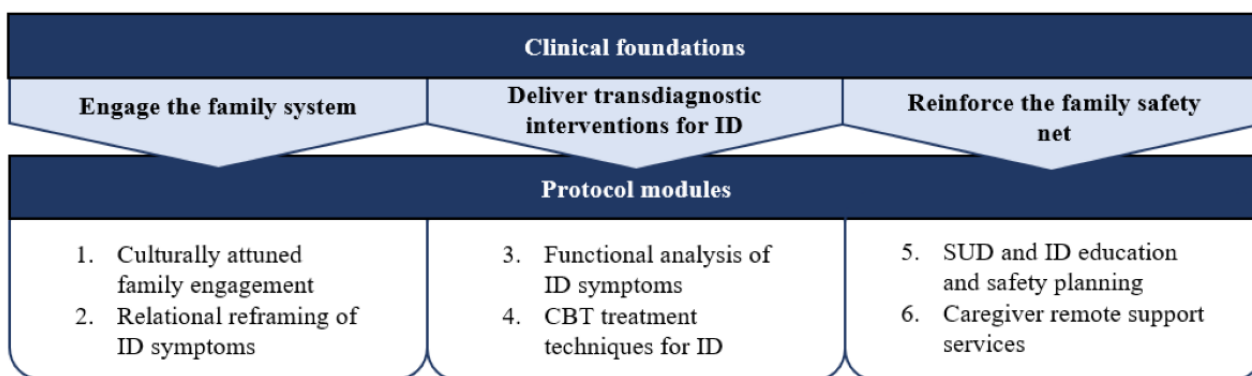 Clinical foundations
Engage the family system
Deliver transdiagnostic
interventions for ID
Reinforce the family safety
net
Protocol modules
1. Culturally attuned
family engagement
2. Relational reframing of
ID symptoms
3. Functional analysis of
ID symptoms
4. CBT treatment
techniques for ID
5. SUD and ID education
and safety planning
6. Caregiver remote support
services